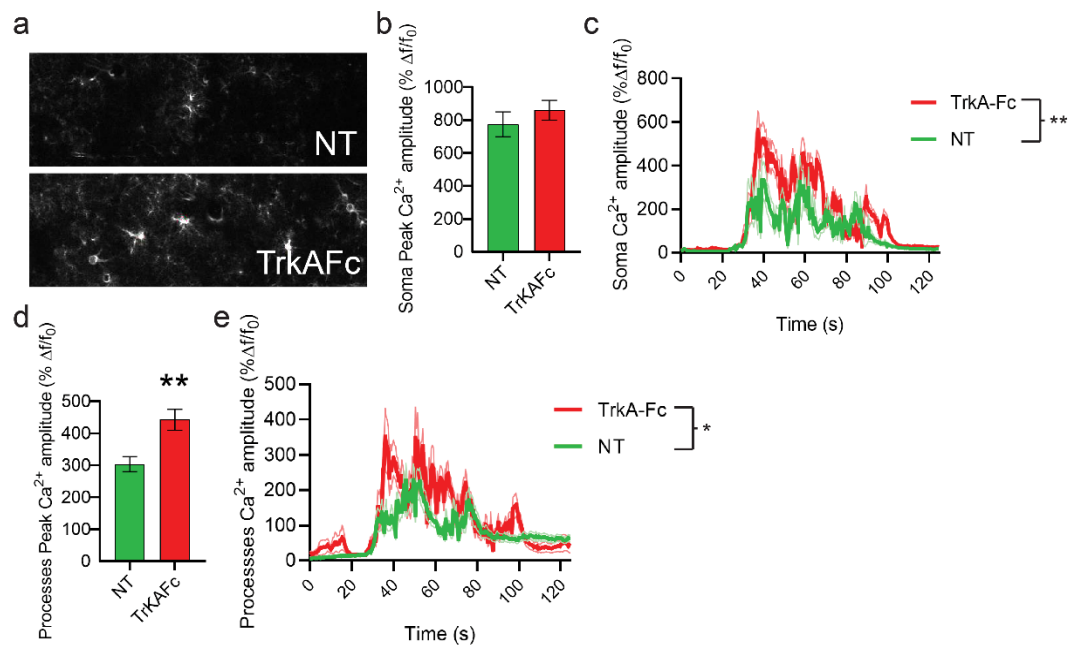 a
NT
TrkAFc
b
Soma Peak Ca²⁺ amplitude (% Δf/f₀)
1000
800
600
400
200
0
NT
TrKAFc
c
Soma Ca²⁺ amplitude (%Δf/f₀)
800
600
400
200
0
0
20
40
60
80
100
120
Time (s)
TrkA-Fc
NT
**
d
Processes Peak Ca²⁺ amplitude (% Δf/f₀)
500
400
300
200
100
0
**
NT
TrKAFc
e
Processes Ca²⁺ amplitude (%Δf/f₀)
500
400
300
200
100
0
0
20
40
60
80
100
120
Time (s)
TrkA-Fc
NT
*